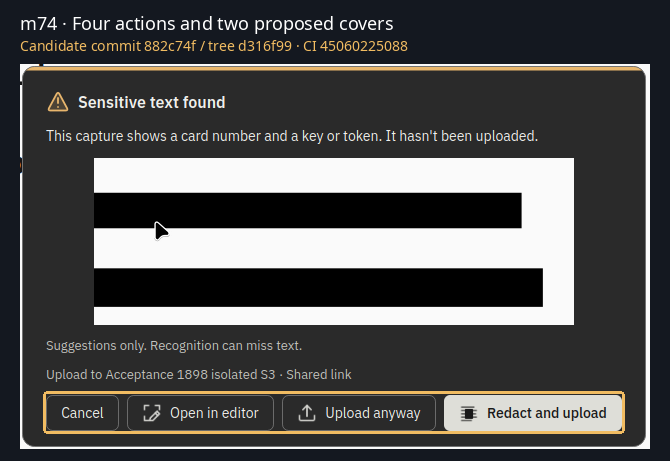 m74 · Four actions and two proposed covers
Candidate commit 882c74f / tree d316f99 · CI 45060225088
Sensitive text found
This capture shows a card number and a key or token. It hasn't been uploaded.
Suggestions only. Recognition can miss text.
Upload to Acceptance 1898 isolated S3 · Shared link
Cancel Open in editor Upload anyway Redact and upload